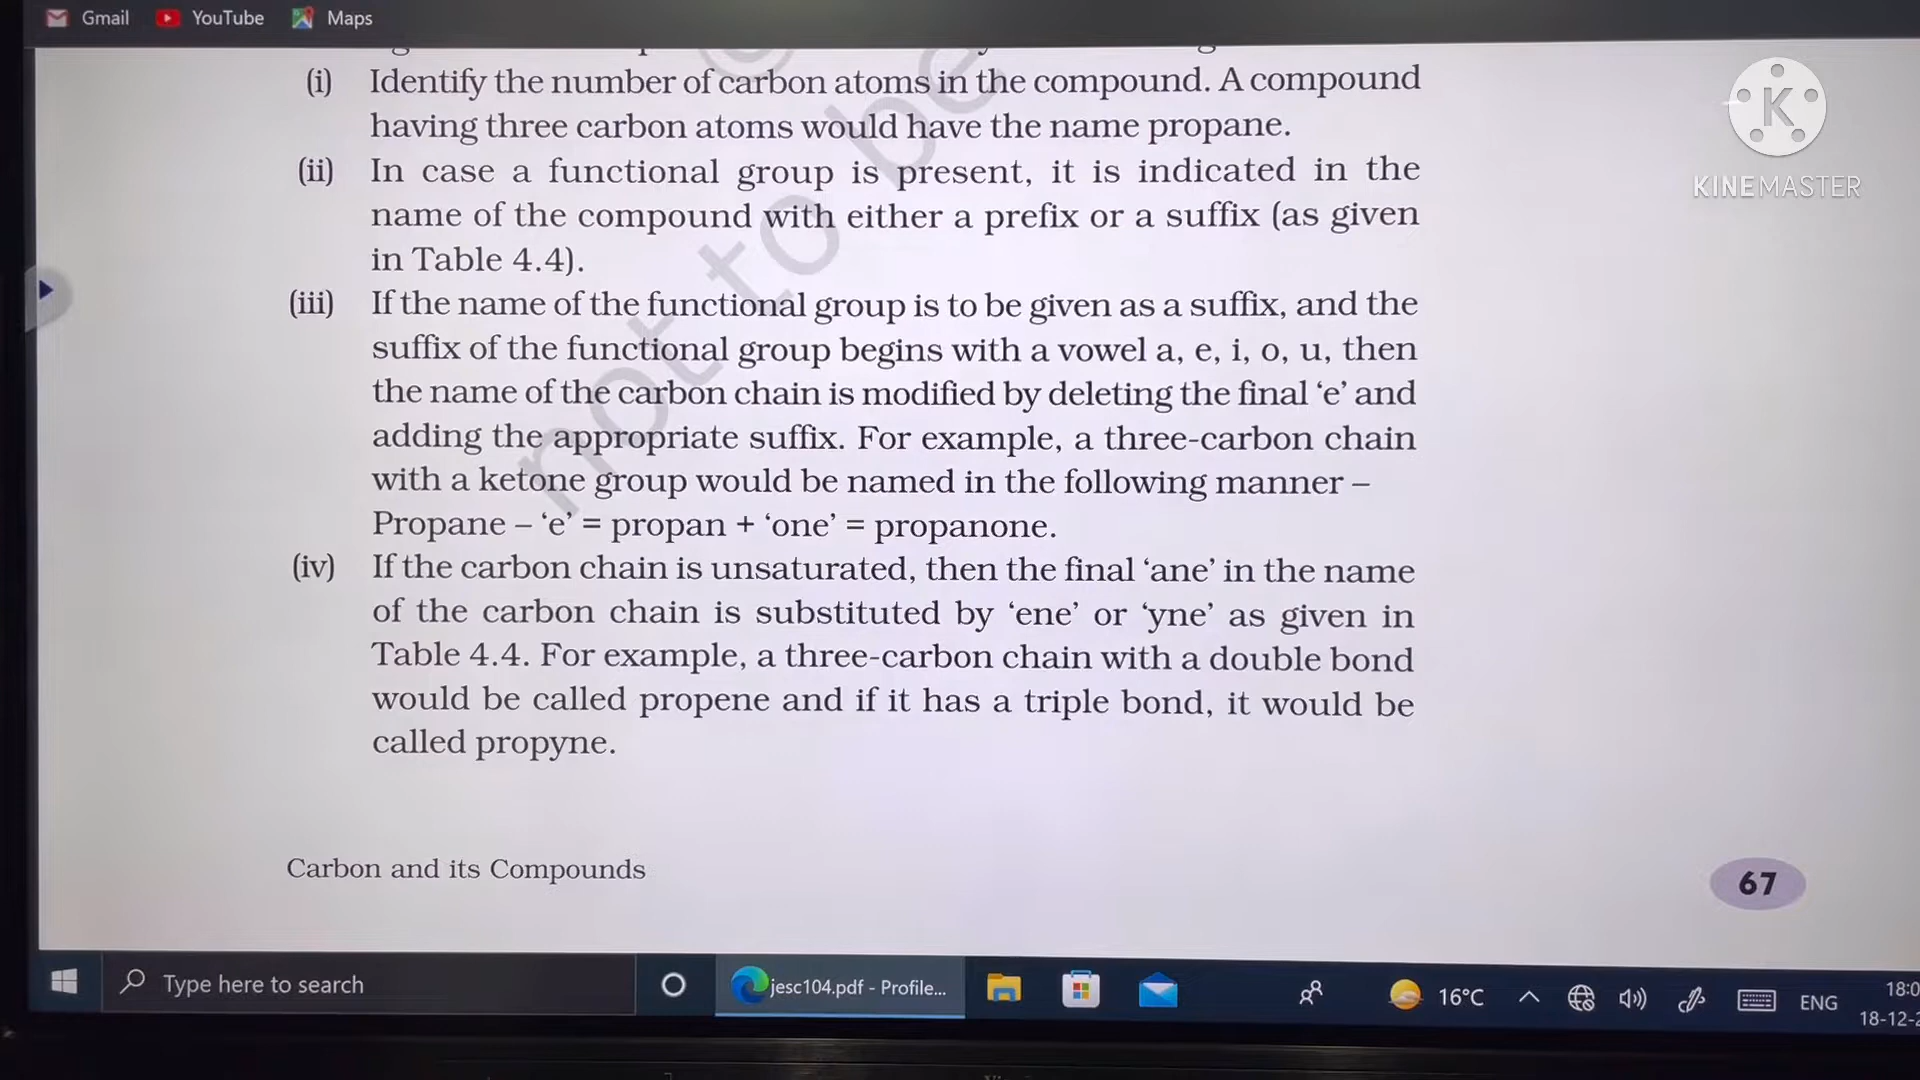 Gmail YouTube Maps
(i) Identify the number of carbon atoms in the compound. A compound
having three carbon atoms would have the name propane.
(ii) In case a functional group is present, it is indicated in the
name of the compound with either a prefix or a suffix (as given
in Table 4.4).
(iii) If the name of the functional group is to be given as a suffix, and the
suffix of the functional group begins with a vowel a, e, i, o, u, then
the name of the carbon chain is modified by deleting the final ‘e’ and
adding the appropriate suffix. For example, a three-carbon chain
with a ketone group would be named in the following manner –
Propane – ‘e’ = propan + ‘one’ = propanone.
(iv) If the carbon chain is unsaturated, then the final ‘ane’ in the name
of the carbon chain is substituted by ‘ene’ or ‘yne’ as given in
Table 4.4. For example, a three-carbon chain with a double bond
would be called propene and if it has a triple bond, it would be
called propyne.
not to be
K
KINEMASTER
Carbon and its Compounds
67
Type here to search
jesc104.pdf - Profile...
16°C
ENG
18:0
18-12-2